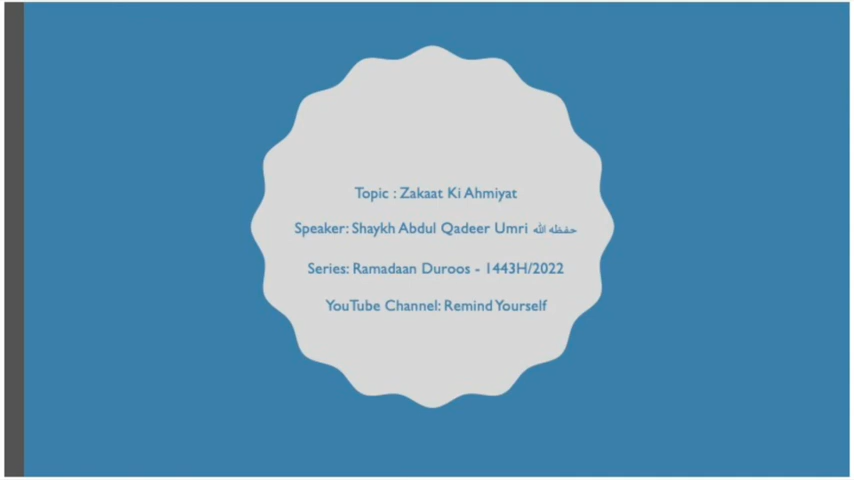 Topic : Zakaat Ki Ahmiyat
Speaker: Shaykh Abdul Qadeer Umri حفظه الله
Series: Ramadaan Duroos - 1443H/2022
YouTube Channel: Remind Yourself